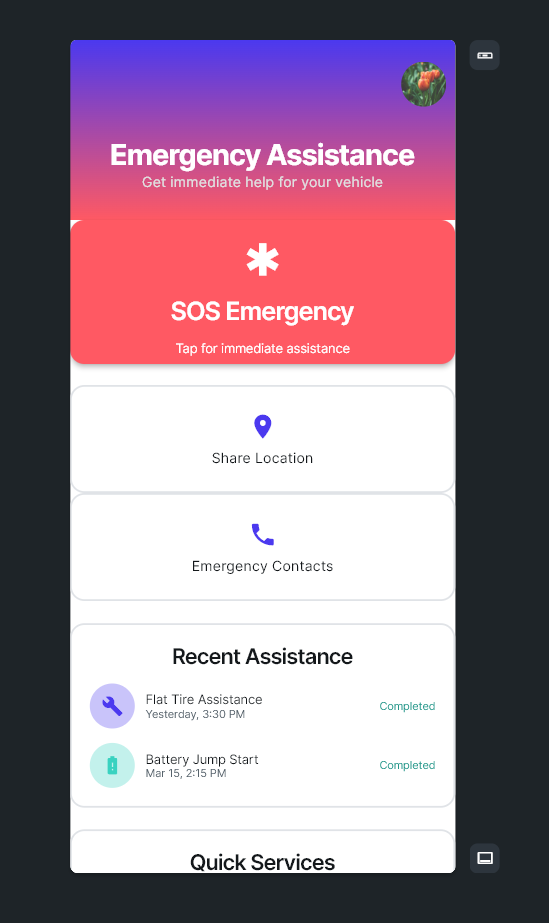 Emergency Assistance
Get immediate help for your vehicle
SOS Emergency
Tap for immediate assistance
Share Location
Emergency Contacts
Recent Assistance
Flat Tire Assistance
Yesterday, 3:30 PM
Completed
Battery Jump Start
Mar 15, 2:15 PM
Completed
Quick Services